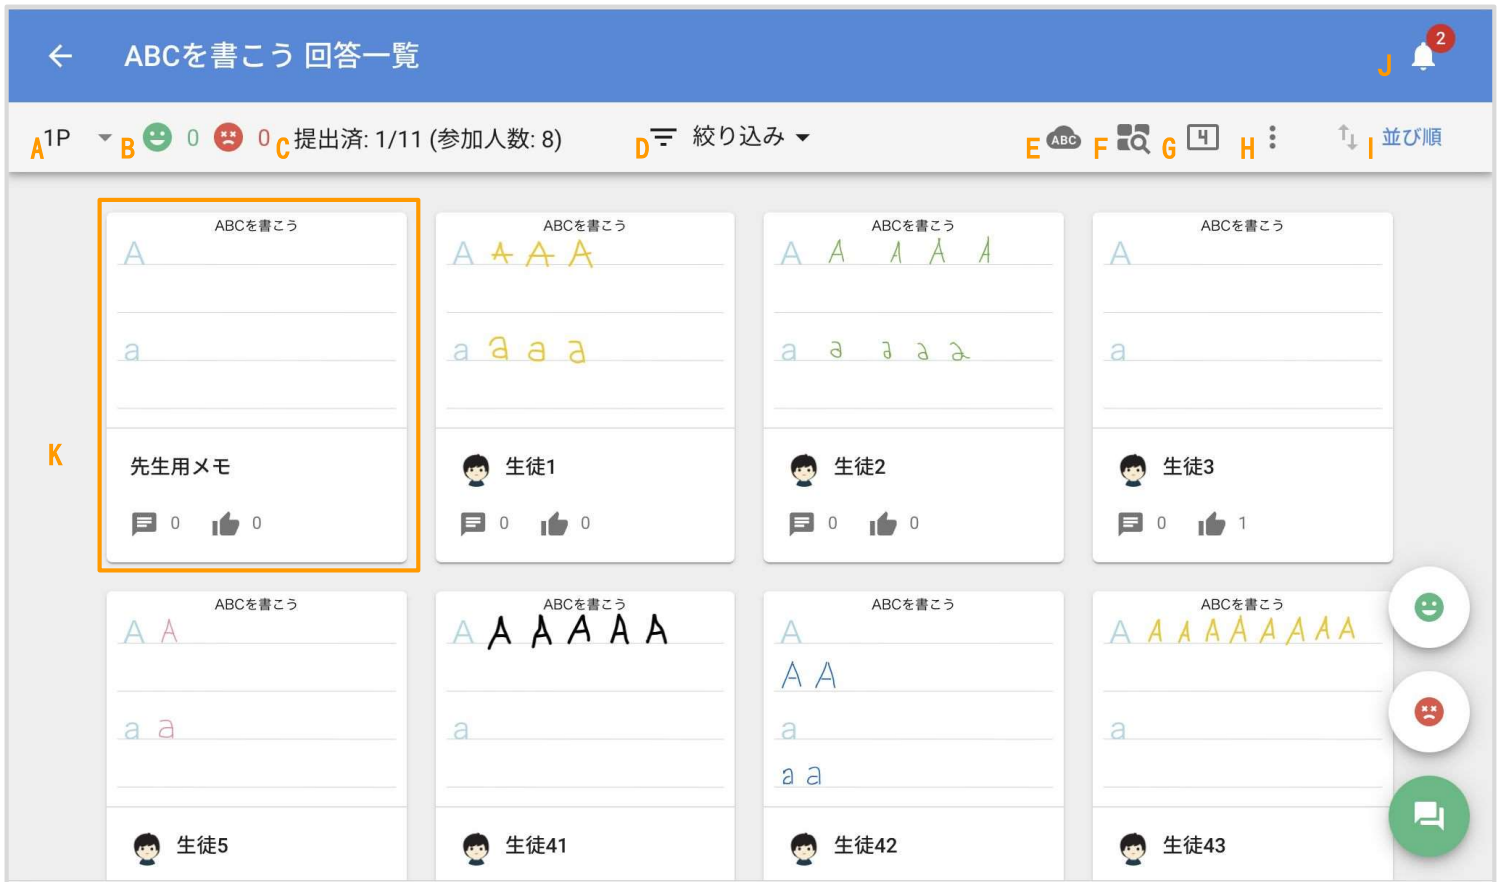 ABCを書こう 回答一覧 J 2
A 1P B 0 0 C 提出済: 1/11 (参加人数: 8) D 絞り込み E ABC F G 4 H I 並び順
ABCを書こう ABCを書こう ABCを書こう ABCを書こう
A A A A A A A A A A A
a a a a a a a a a a a
K
先生用メモ 生徒1 生徒2 生徒3
0 0 0 0 0 0 0 1
ABCを書こう ABCを書こう ABCを書こう ABCを書こう
A A A A A A A A A A A A A A A A A A
A A
a a a a a
a a
生徒5 生徒41 生徒42 生徒43